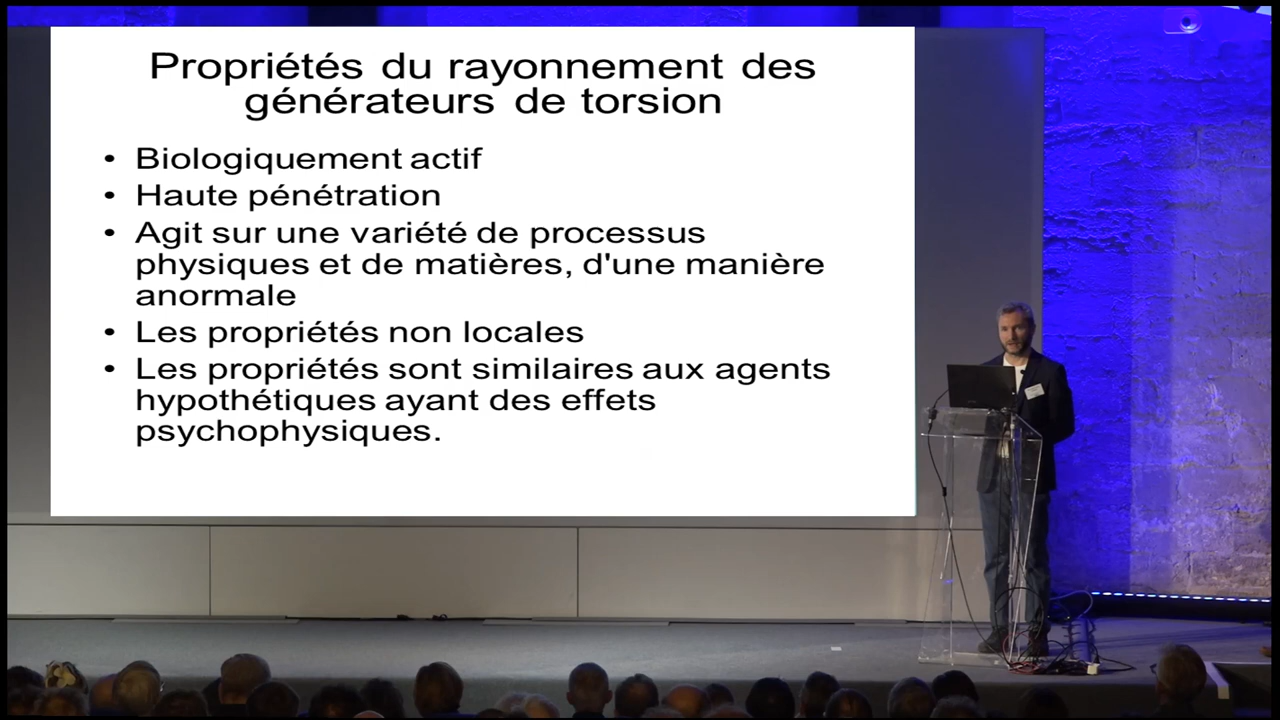 Propriétés du rayonnement des
générateurs de torsion
• Biologiquement actif
• Haute pénétration
• Agit sur une variété de processus
physiques et de matières, d'une manière
anormale
• Les propriétés non locales
• Les propriétés sont similaires aux agents
hypothétiques ayant des effets
psychophysiques.